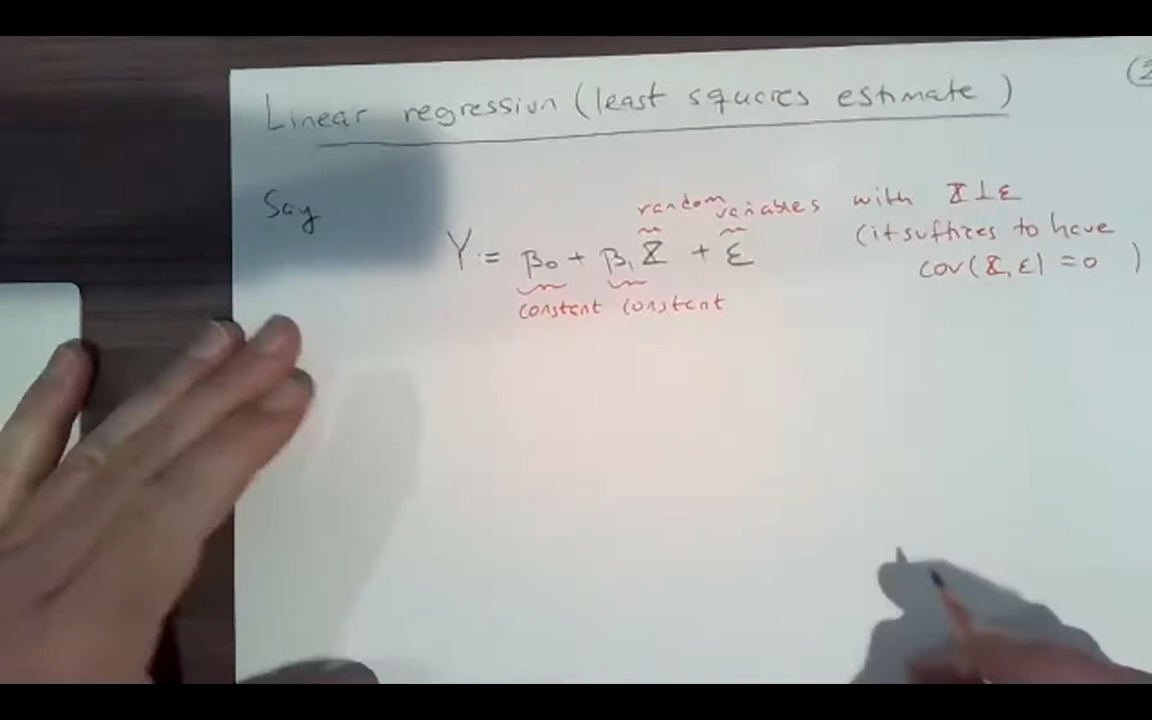 Linear regression (least squares estimate)
(2
Say
random variables with X ⊥ ε
Y := β₀ + β₁ X + ε
(it suffices to have
cov(X, ε) = 0 )
constant constant